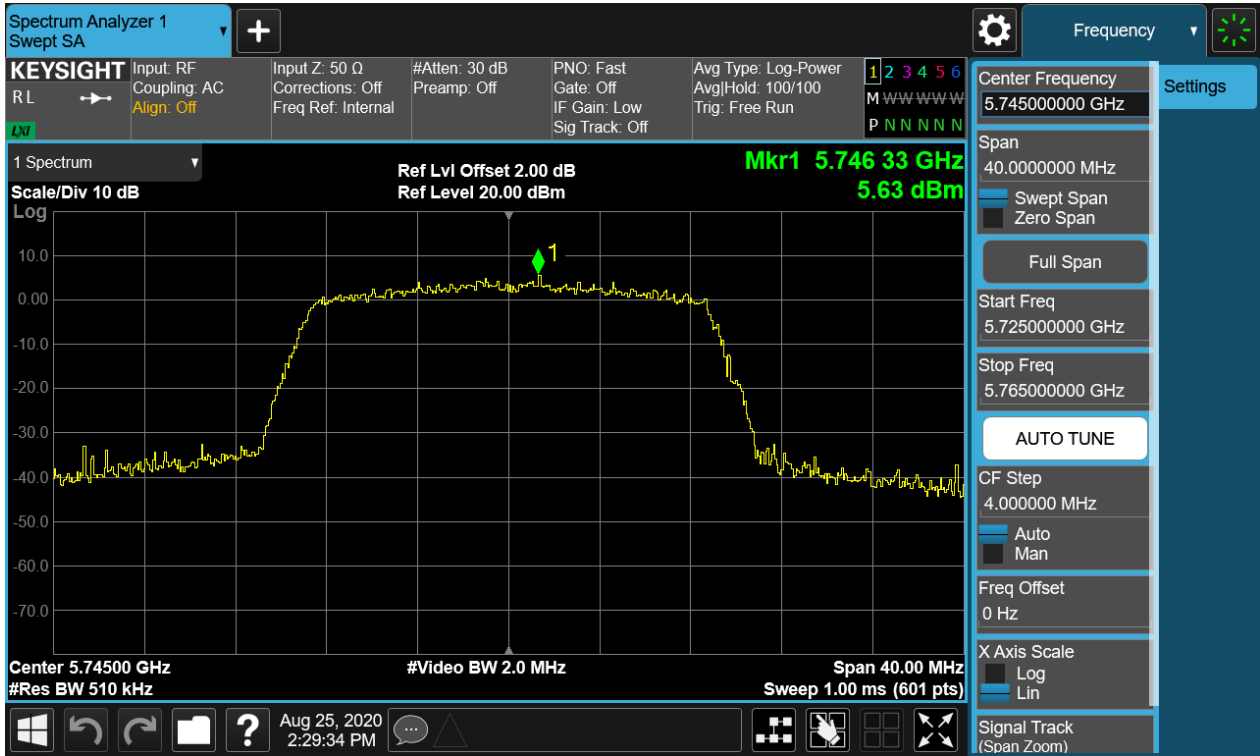 Spectrum Analyzer 1
Swept SA
+
Frequency
KEYSIGHT
R L
LXI
Input: RF
Coupling: AC
Align: Off
Input Z: 50 Ω
Corrections: Off
Freq Ref: Internal
#Atten: 30 dB
Preamp: Off
PNO: Fast
Gate: Off
IF Gain: Low
Sig Track: Off
Avg Type: Log-Power
Avg|Hold: 100/100
Trig: Free Run
1 2 3 4 5 6
M W W W W W
P N N N N N
1 Spectrum
Scale/Div 10 dB
Log
Ref Lvl Offset 2.00 dB
Ref Level 20.00 dBm
Mkr1 5.746 33 GHz
5.63 dBm
1
10.0
0.00
-10.0
-20.0
-30.0
-40.0
-50.0
-60.0
-70.0
Center 5.74500 GHz
#Video BW 2.0 MHz
Span 40.00 MHz
#Res BW 510 kHz
Sweep 1.00 ms (601 pts)
Settings
Center Frequency
5.745000000 GHz
Span
40.0000000 MHz
Swept Span
Zero Span
Full Span
Start Freq
5.725000000 GHz
Stop Freq
5.765000000 GHz
AUTO TUNE
CF Step
4.000000 MHz
Auto
Man
Freq Offset
0 Hz
X Axis Scale
Log
Lin
Signal Track
(Span Zoom)
?
Aug 25, 2020
2:29:34 PM